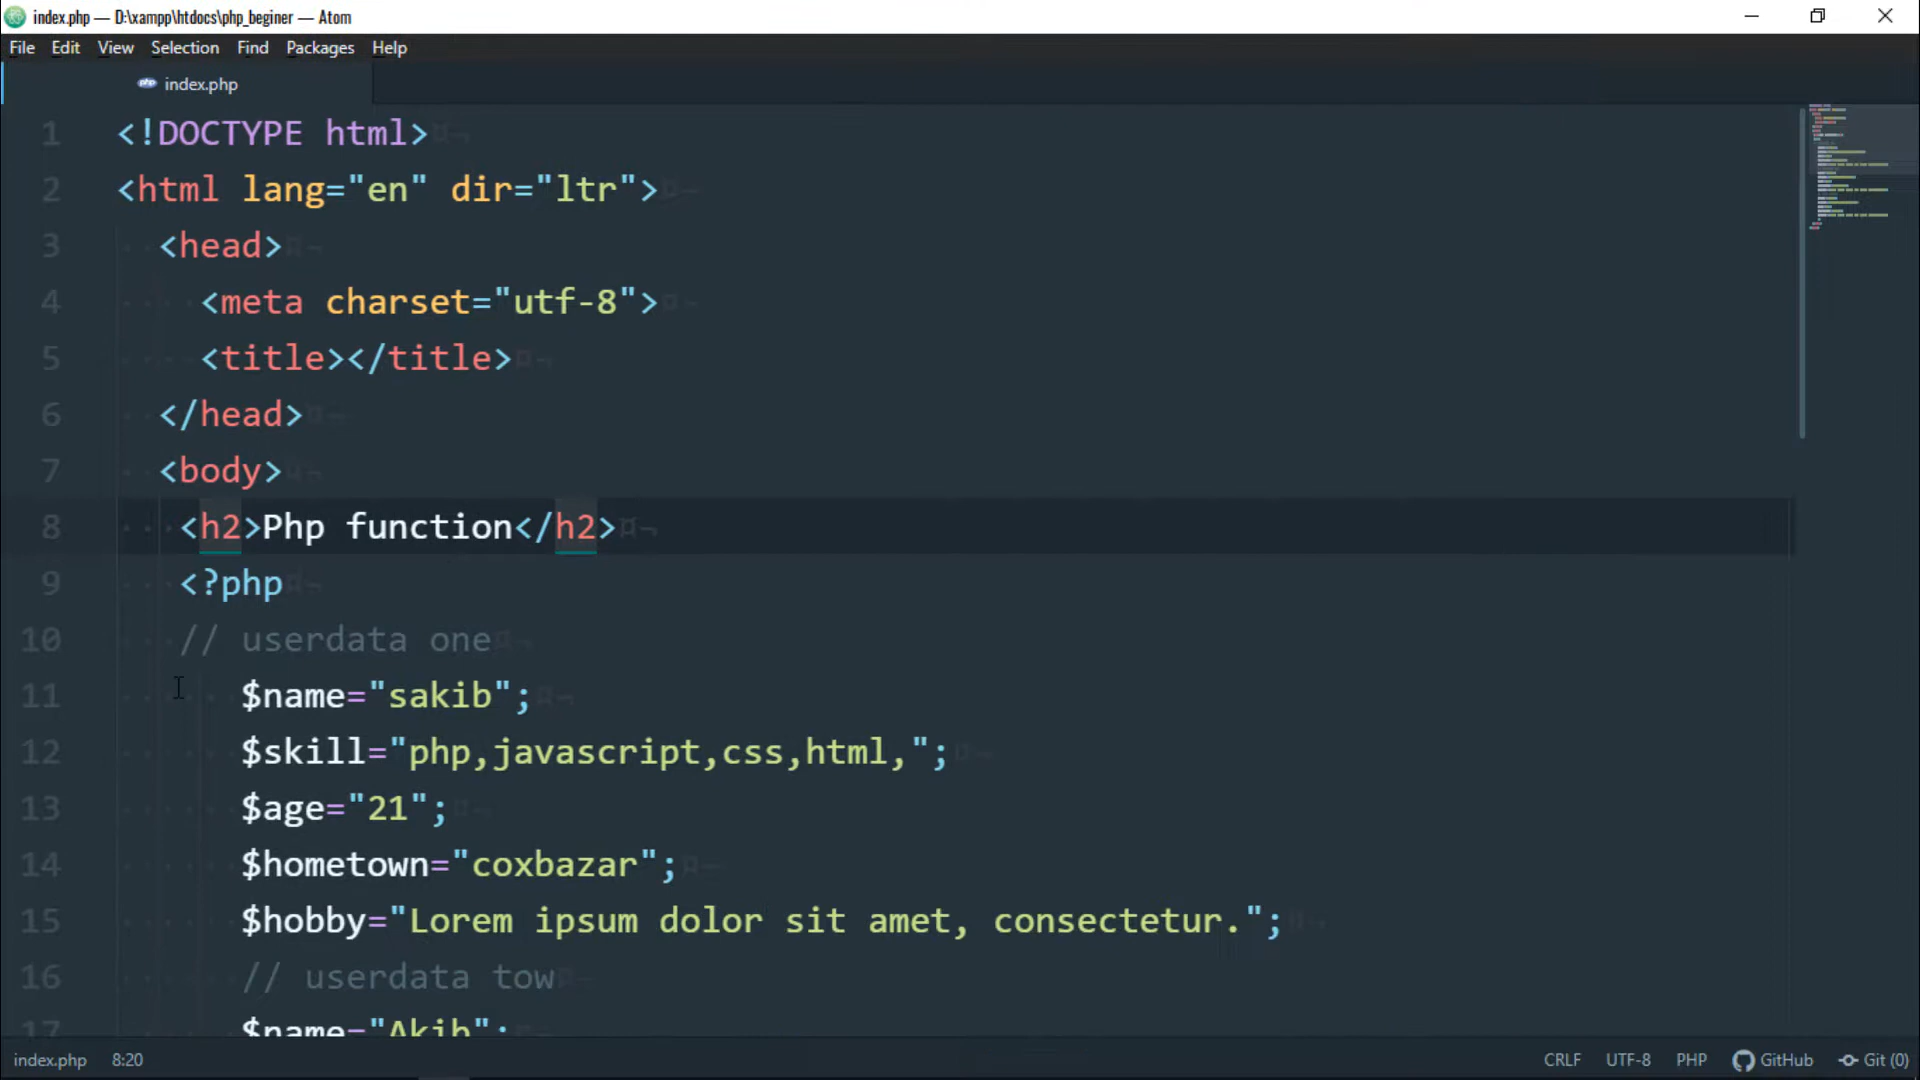 index.php — D:\xampp\htdocs\php_beginer — Atom
File Edit View Selection Find Packages Help
index.php
1 <!DOCTYPE html>
2 <html lang="en" dir="ltr">
3 <head>
4 <meta charset="utf-8">
5 <title></title>
6 </head>
7 <body>
8 <h2>Php function</h2>
9 <?php
10 // userdata one
11 $name="sakib";
12 $skill="php,javascript,css,html,";
13 $age="21";
14 $hometown="coxbazar";
15 $hobby="Lorem ipsum dolor sit amet, consectetur.";
16 // userdata tow
17 $name="Akib";
index.php 8:20 CRLF UTF-8 PHP GitHub Git (0)